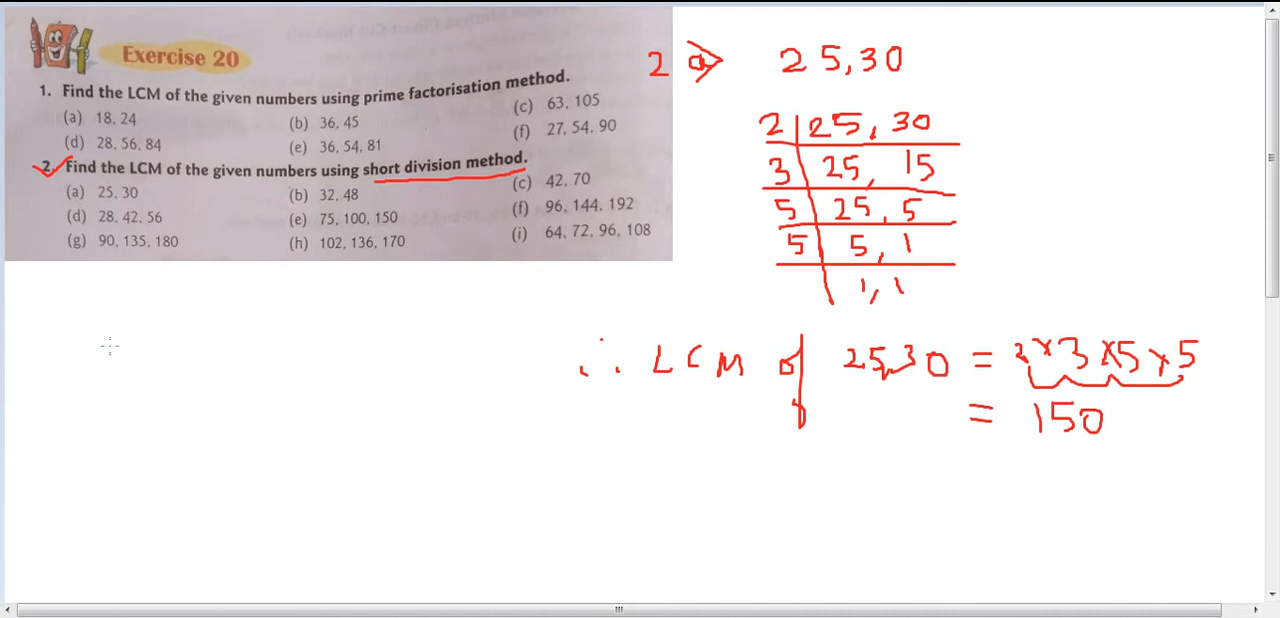 Exercise 20
1. Find the LCM of the given numbers using prime factorisation method.
(a) 18, 24 (b) 36, 45 (c) 63, 105
(d) 28, 56, 84 (e) 36, 54, 81 (f) 27, 54, 90
2. Find the LCM of the given numbers using short division method.
(a) 25, 30 (b) 32, 48 (c) 42, 70
(d) 28, 42, 56 (e) 75, 100, 150 (f) 96, 144, 192
(g) 90, 135, 180 (h) 102, 136, 170 (i) 64, 72, 96, 108
2 a> 25,30
2 | 25, 30
3 | 25, 15
5 | 25, 5
5 | 5, 1
1, 1
∴ LCM of 25,30 = 2×3×5×5
= 150